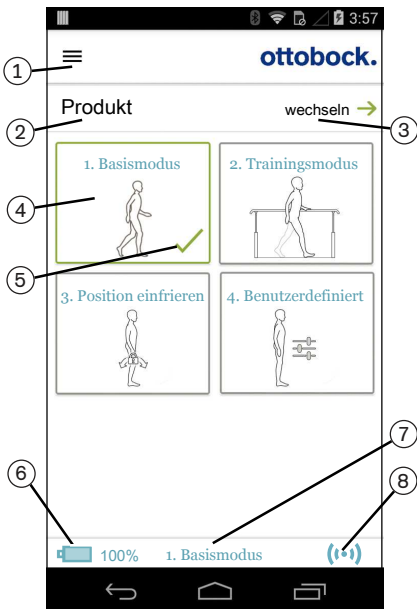 3:57
1
ottobock.
2
Produkt
wechseln
3
4
1. Basismodus
2. Trainingsmodus
5
3. Position einfrieren
4. Benutzerdefiniert
6
7
8
100%
1. Basismodus